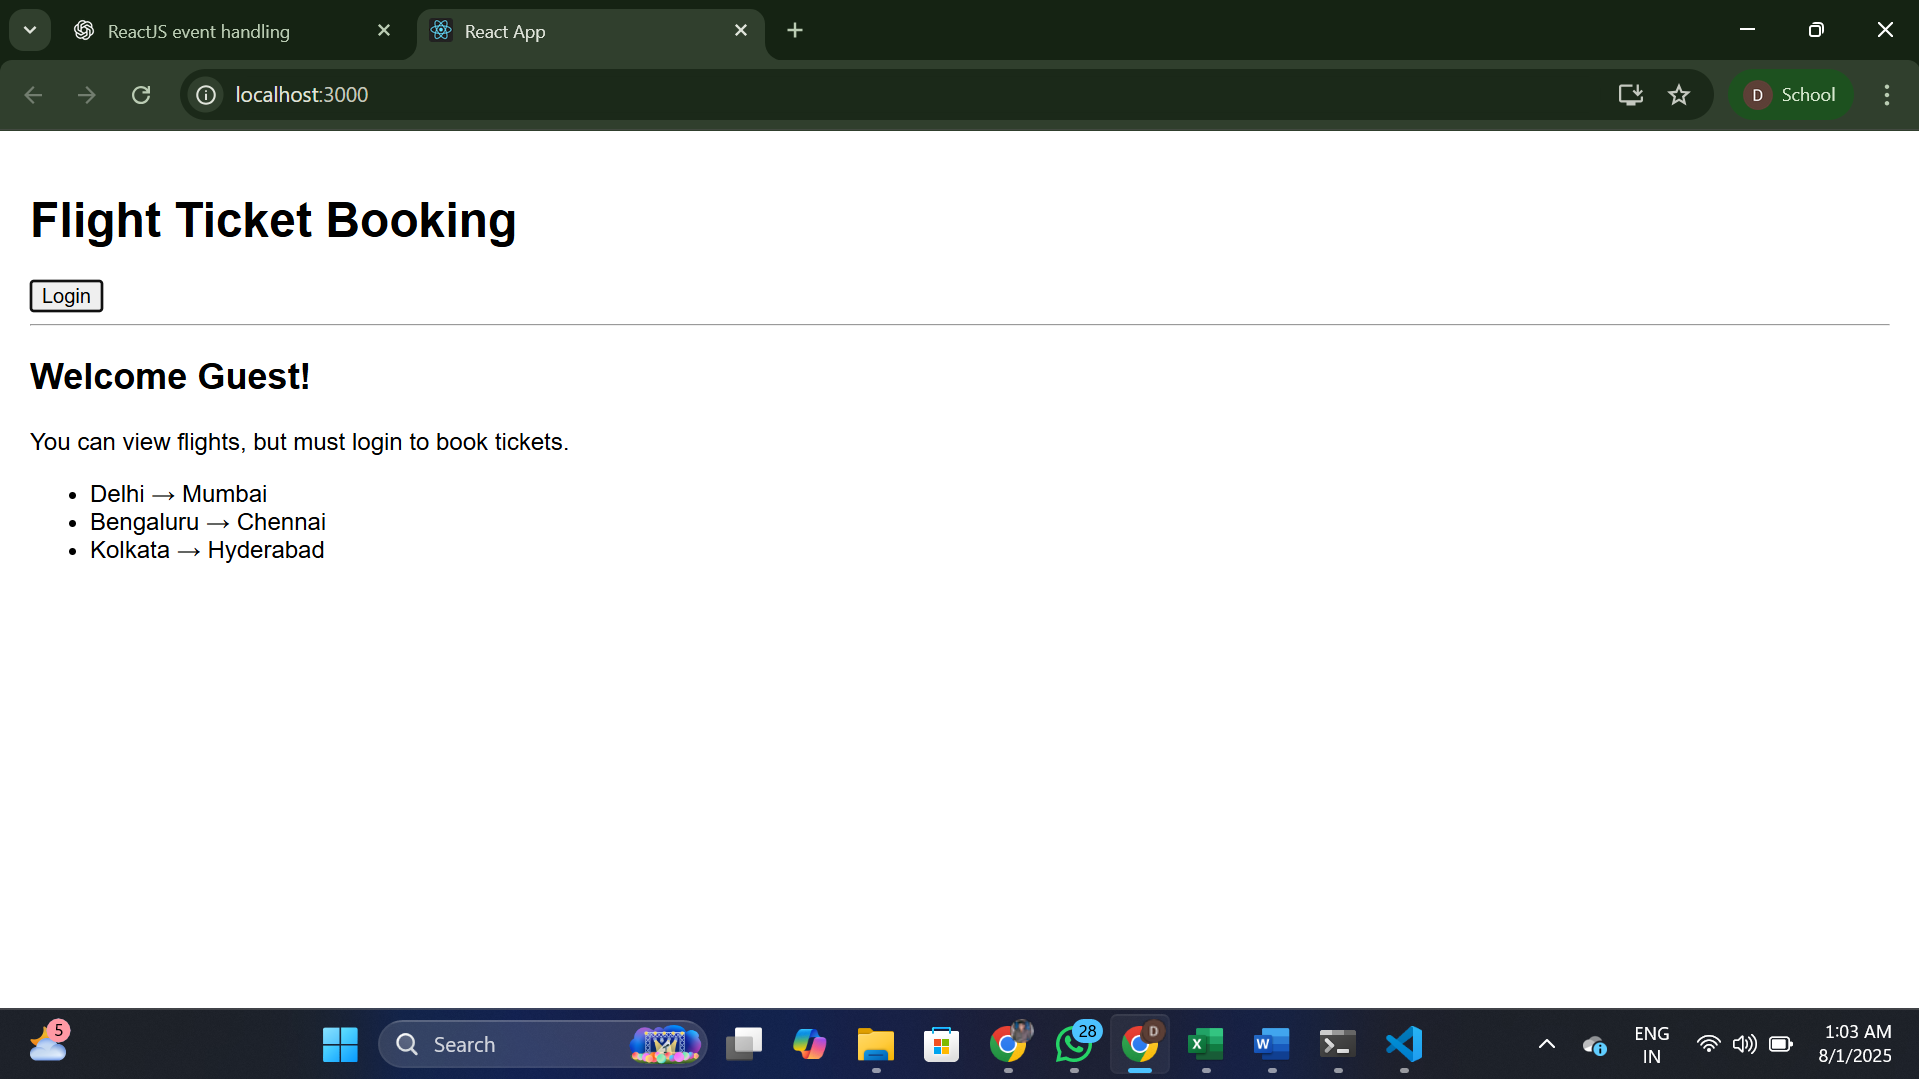 ReactJS event handling
React App
localhost:3000
D School
Flight Ticket Booking
Login
Welcome Guest!
You can view flights, but must login to book tickets.
• Delhi → Mumbai
• Bengaluru → Chennai
• Kolkata → Hyderabad
5
Search
28
D
X
W
ENG
IN
1:03 AM
8/1/2025